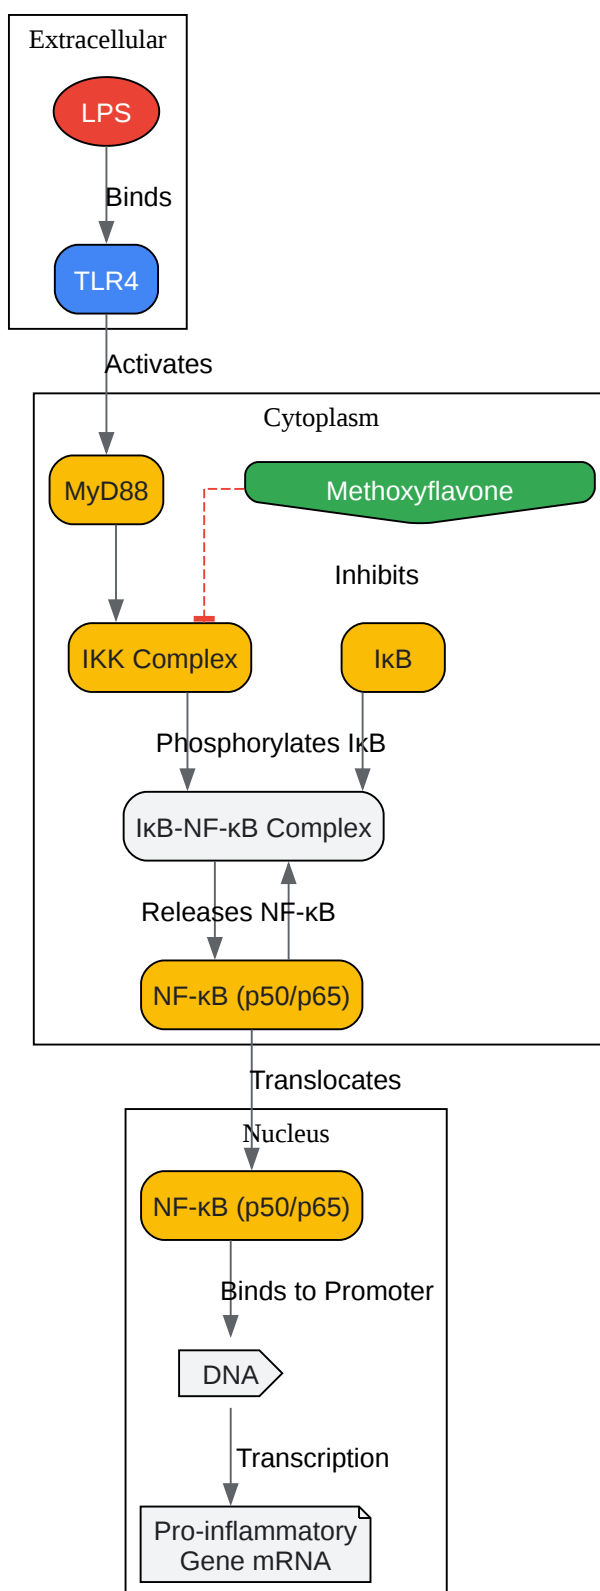 Extracellular
LPS
Binds
TLR4
Activates
Cytoplasm
MyD88
Methoxyflavone
Inhibits
IKK Complex
IκB
Phosphorylates IκB
IκB-NF-κB Complex
Releases NF-κB
NF-κB (p50/p65)
Translocates
Nucleus
NF-κB (p50/p65)
Binds to Promoter
DNA
Transcription
Pro-inflammatory
Gene mRNA